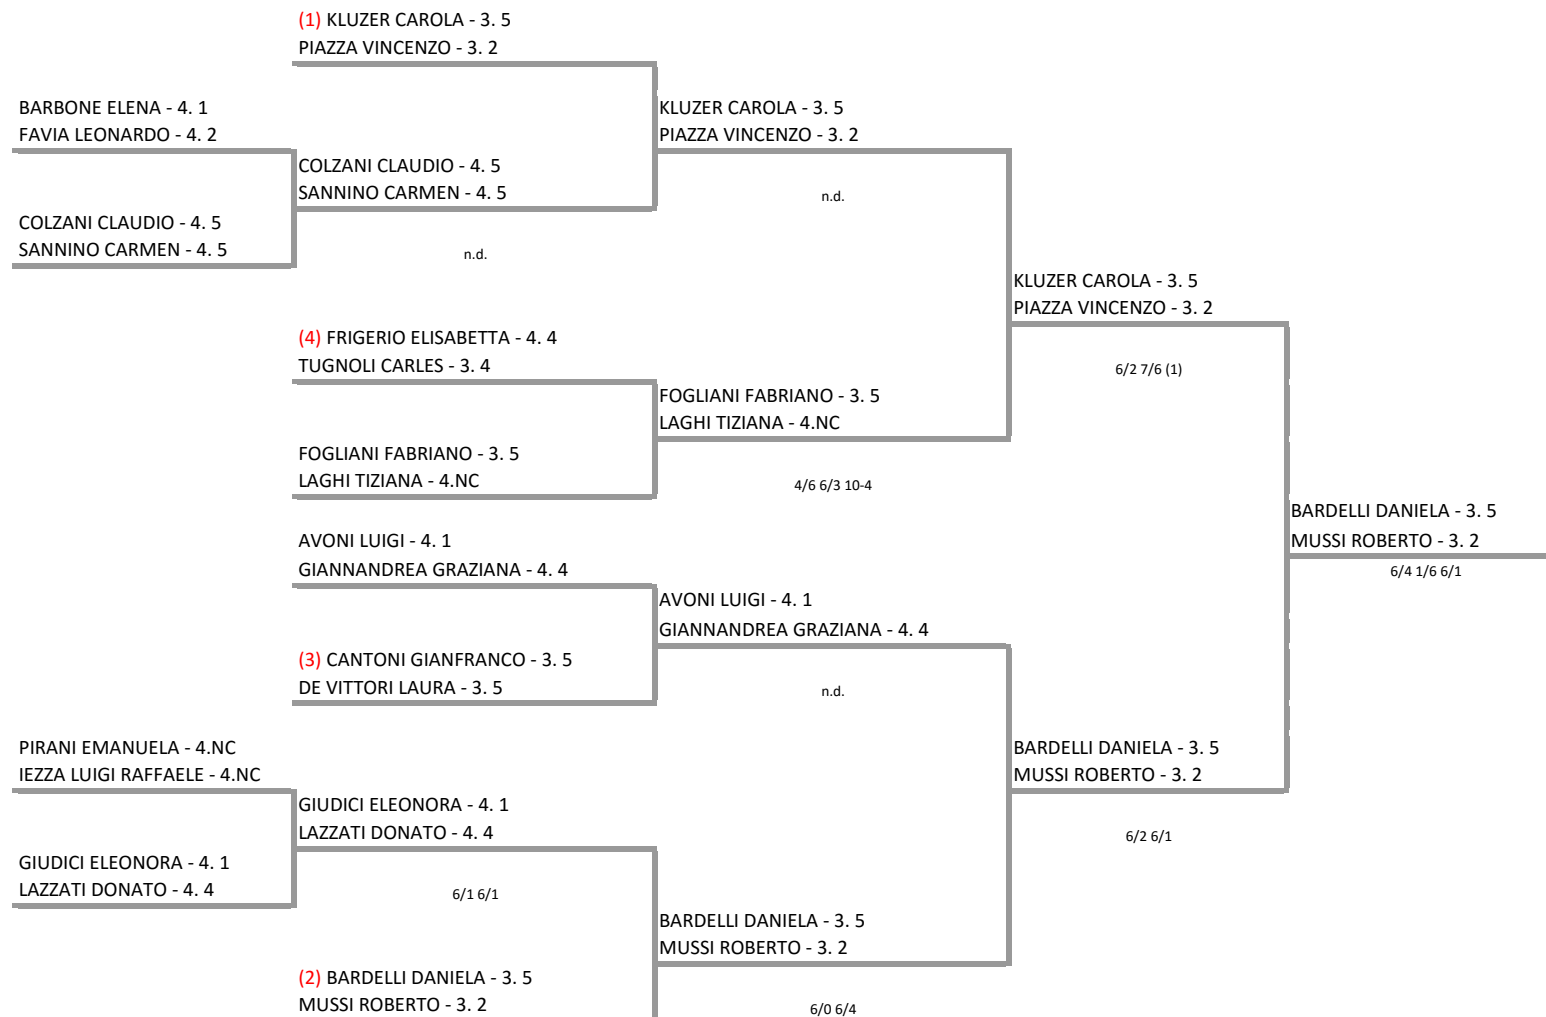 (1) KLUZER CAROLA - 3. 5
PIAZZA VINCENZO - 3. 2
BARBONE ELENA - 4. 1
FAVIA LEONARDO - 4. 2
KLUZER CAROLA - 3. 5
PIAZZA VINCENZO - 3. 2
COLZANI CLAUDIO - 4. 5
SANNINO CARMEN - 4. 5
n.d.
COLZANI CLAUDIO - 4. 5
SANNINO CARMEN - 4. 5
n.d.
KLUZER CAROLA - 3. 5
PIAZZA VINCENZO - 3. 2
(4) FRIGERIO ELISABETTA - 4. 4
TUGNOLI CARLES - 3. 4
6/2 7/6 (1)
FOGLIANI FABRIANO - 3. 5
LAGHI TIZIANA - 4.NC
FOGLIANI FABRIANO - 3. 5
LAGHI TIZIANA - 4.NC
4/6 6/3 10-4
BARDELLI DANIELA - 3. 5
MUSSI ROBERTO - 3. 2
6/4 1/6 6/1
AVONI LUIGI - 4. 1
GIANNANDREA GRAZIANA - 4. 4
AVONI LUIGI - 4. 1
GIANNANDREA GRAZIANA - 4. 4
(3) CANTONI GIANFRANCO - 3. 5
DE VITTORI LAURA - 3. 5
n.d.
PIRANI EMANUELA - 4.NC
IEZZA LUIGI RAFFAELE - 4.NC
BARDELLI DANIELA - 3. 5
MUSSI ROBERTO - 3. 2
GIUDICI ELEONORA - 4. 1
LAZZATI DONATO - 4. 4
6/2 6/1
GIUDICI ELEONORA - 4. 1
LAZZATI DONATO - 4. 4
6/1 6/1
BARDELLI DANIELA - 3. 5
MUSSI ROBERTO - 3. 2
(2) BARDELLI DANIELA - 3. 5
MUSSI ROBERTO - 3. 2
6/0 6/4